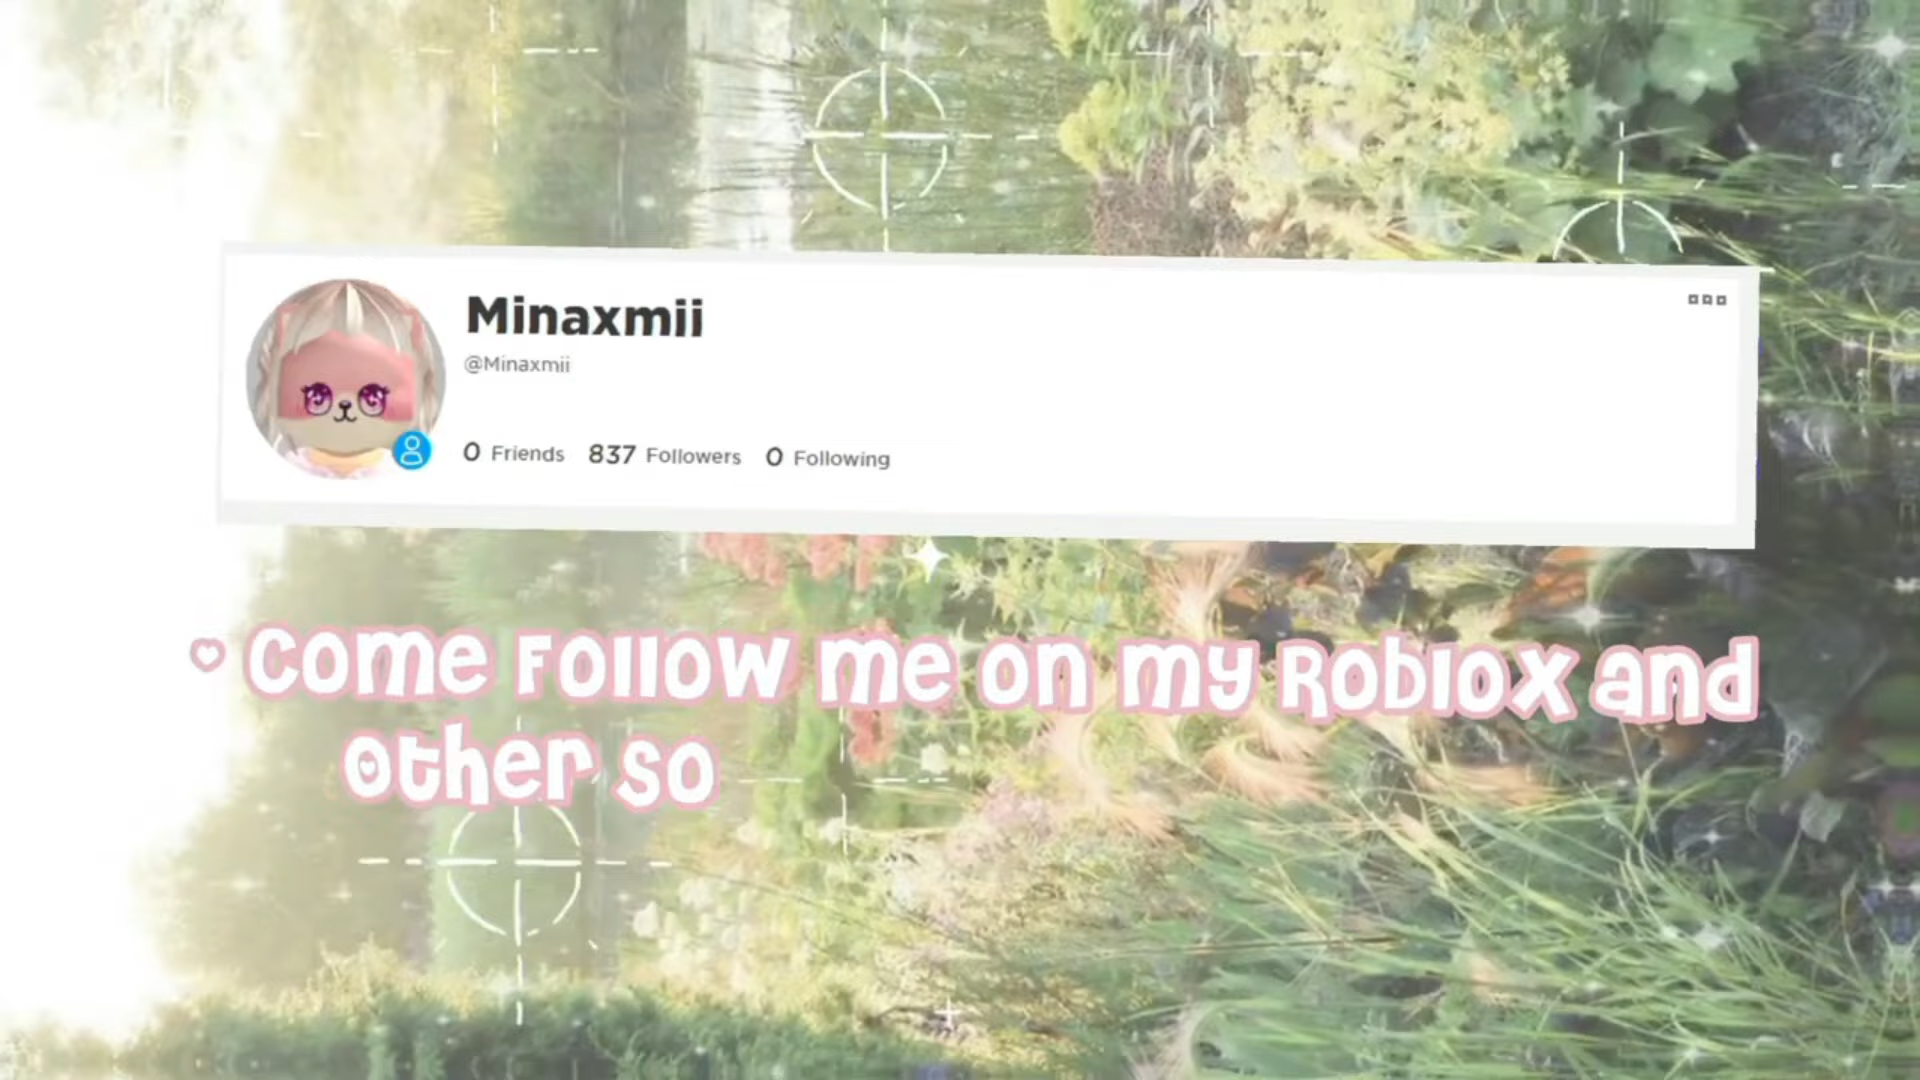 Minaxmii
@Minaxmii
0 Friends 837 Followers 0 Following
Come Follow me on my Roblox and
other so